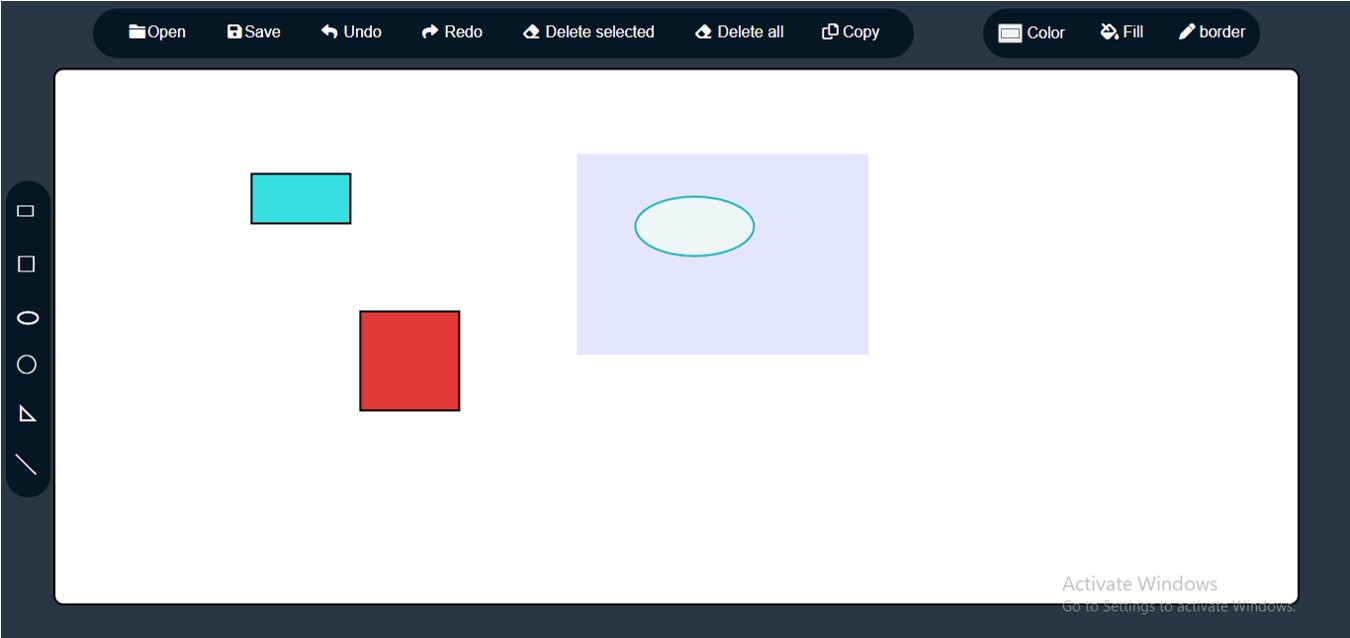 Open Save Undo Redo Delete selected Delete all Copy Color Fill border
Activate Windows
Go to Settings to activate Windows.